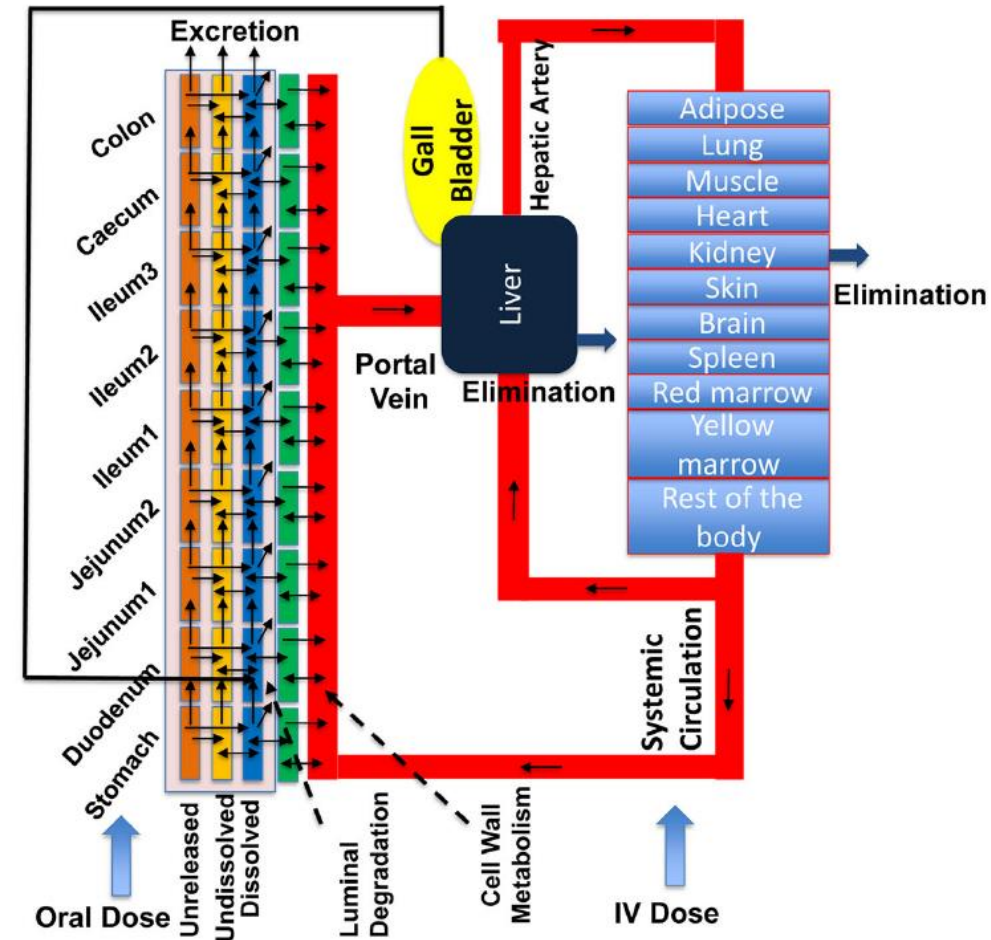 Excretion
Colon
Caecum
Ileum3
Ileum2
Ileum1
Jejunum2
Jejunum1
Duodenum
Stomach
Oral Dose
Unreleased
Undissolved
Dissolved
Luminal
Degradation
Cell Wall
Metabolism
Gall
Bladder
Liver
Portal
Vein
Elimination
Hepatic Artery
Adipose
Lung
Muscle
Heart
Kidney
Skin
Brain
Spleen
Red marrow
Yellow
marrow
Rest of the
body
Elimination
Systemic
Circulation
IV Dose